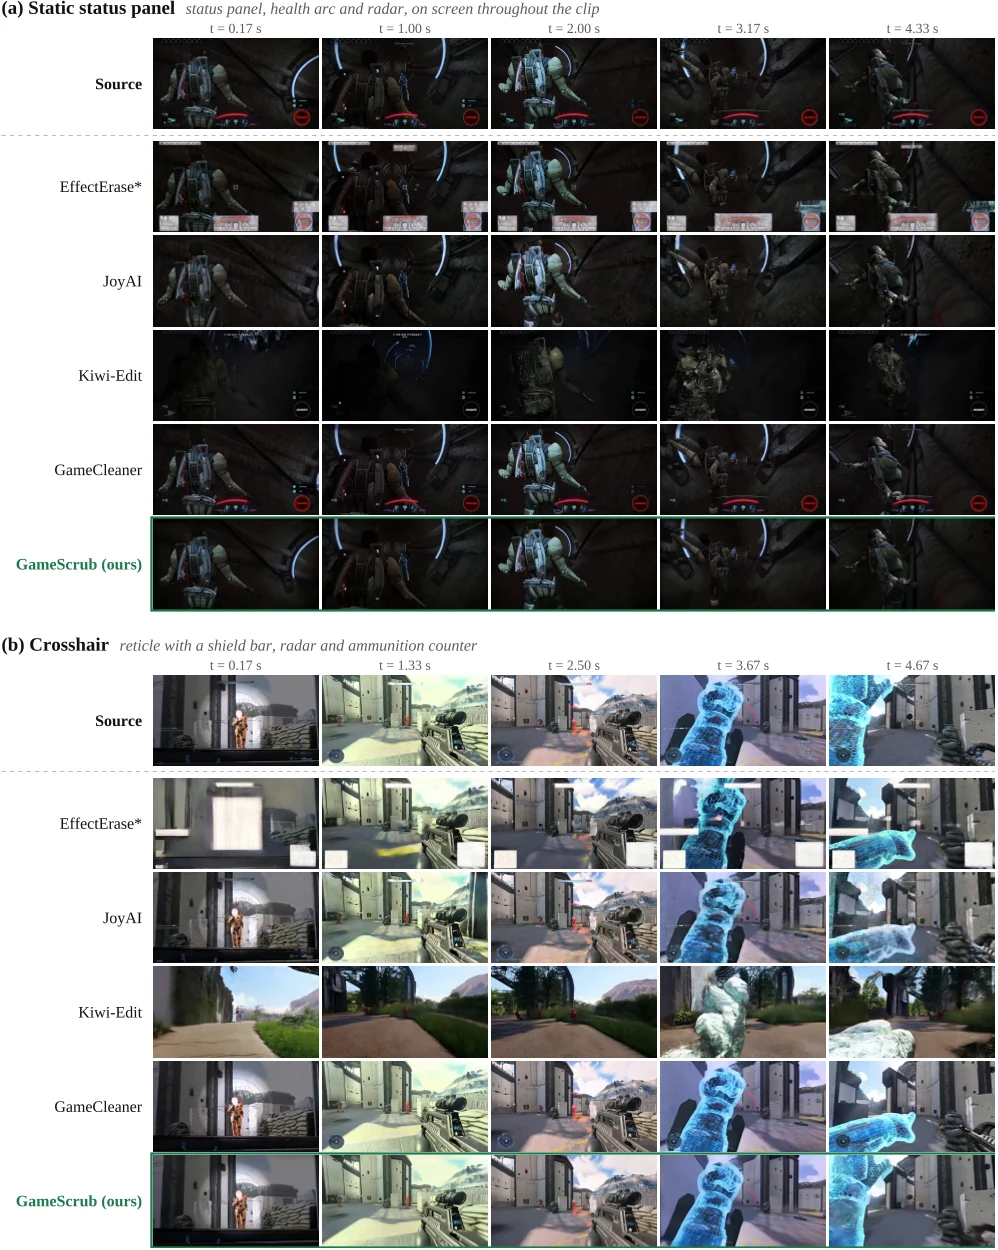 (a) Static status panel status panel, health arc and radar, on screen throughout the clip
t = 0.17 s t = 1.00 s t = 2.00 s t = 3.17 s t = 4.33 s
Source
EffectErase*
JoyAI
Kiwi-Edit
GameCleaner
GameScrub (ours)
(b) Crosshair reticle with a shield bar, radar and ammunition counter
t = 0.17 s t = 1.33 s t = 2.50 s t = 3.67 s t = 4.67 s
Source
EffectErase*
JoyAI
Kiwi-Edit
GameCleaner
GameScrub (ours)